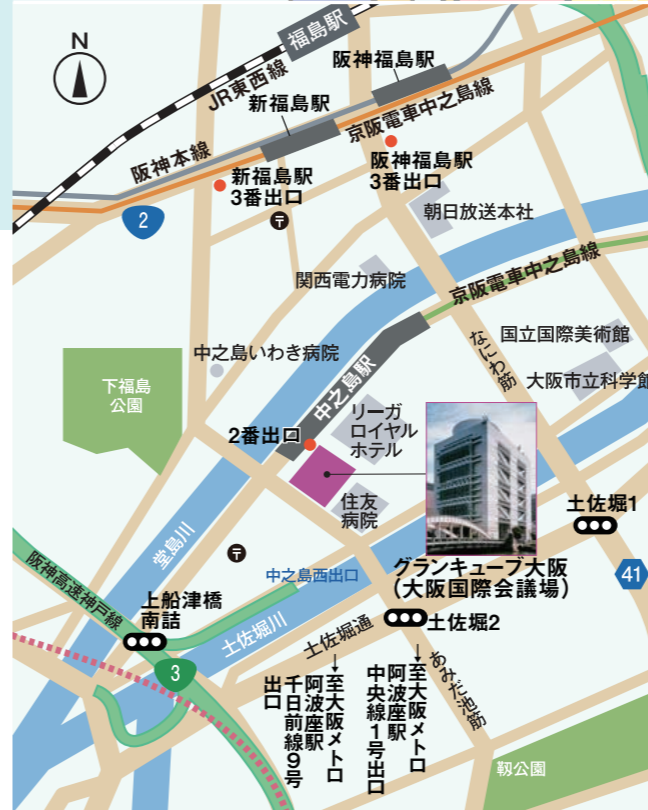 N
福島駅
JR東西線
阪神福島駅
新福島駅
京阪電車中之島線
阪神本線
新福島駅
3番出口
阪神福島駅
3番出口
2
〒
朝日放送本社
関西電力病院
京阪電車中之島線
なにわ筋
国立国際美術館
中之島いわき病院
大阪市立科学館
中之島駅
下福島
公園
リーガ
ロイヤル
ホテル
2番出口
住友
病院
土佐堀1
堂島川
〒
中之島西出口
グランキューブ大阪
(大阪国際会議場)
41
阪神高速神戸線
上船津橋
南詰
土佐堀川
土佐堀通
土佐堀2
3
あみだ池筋
至大阪メトロ
阿波座駅
千日前線9号
出口
至大阪メトロ
阿波座駅
中央線1号出口
靱公園